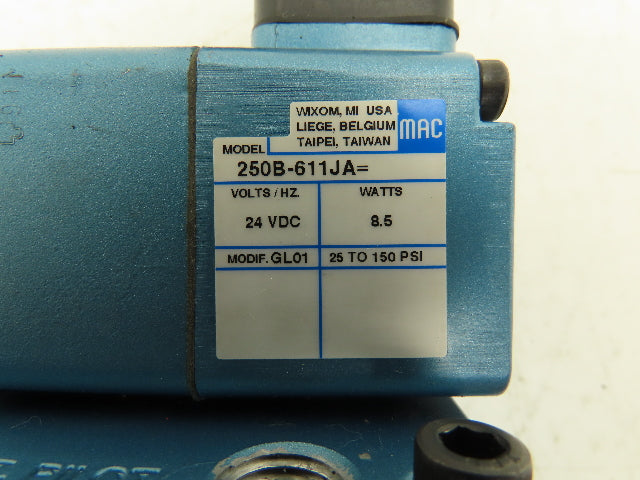 WIXOM, MI USA
LIEGE, BELGIUM
TAIPEI, TAIWAN
MAC
MODEL
250B-611JA=
VOLTS / HZ. WATTS
24 VDC 8.5
MODIF. GL01 25 TO 150 PSI